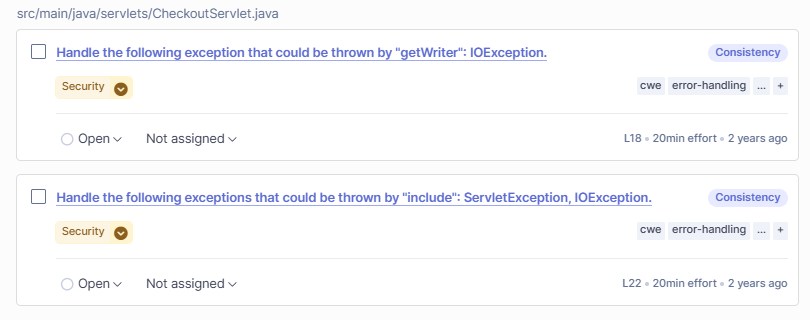 src/main/java/servlets/CheckoutServlet.java
Handle the following exception that could be thrown by "getWriter": IOException. Consistency
Security cwe error-handling ... +
Open Not assigned L18 • 20min effort • 2 years ago
Handle the following exceptions that could be thrown by "include": ServletException, IOException. Consistency
Security cwe error-handling ... +
Open Not assigned L22 • 20min effort • 2 years ago